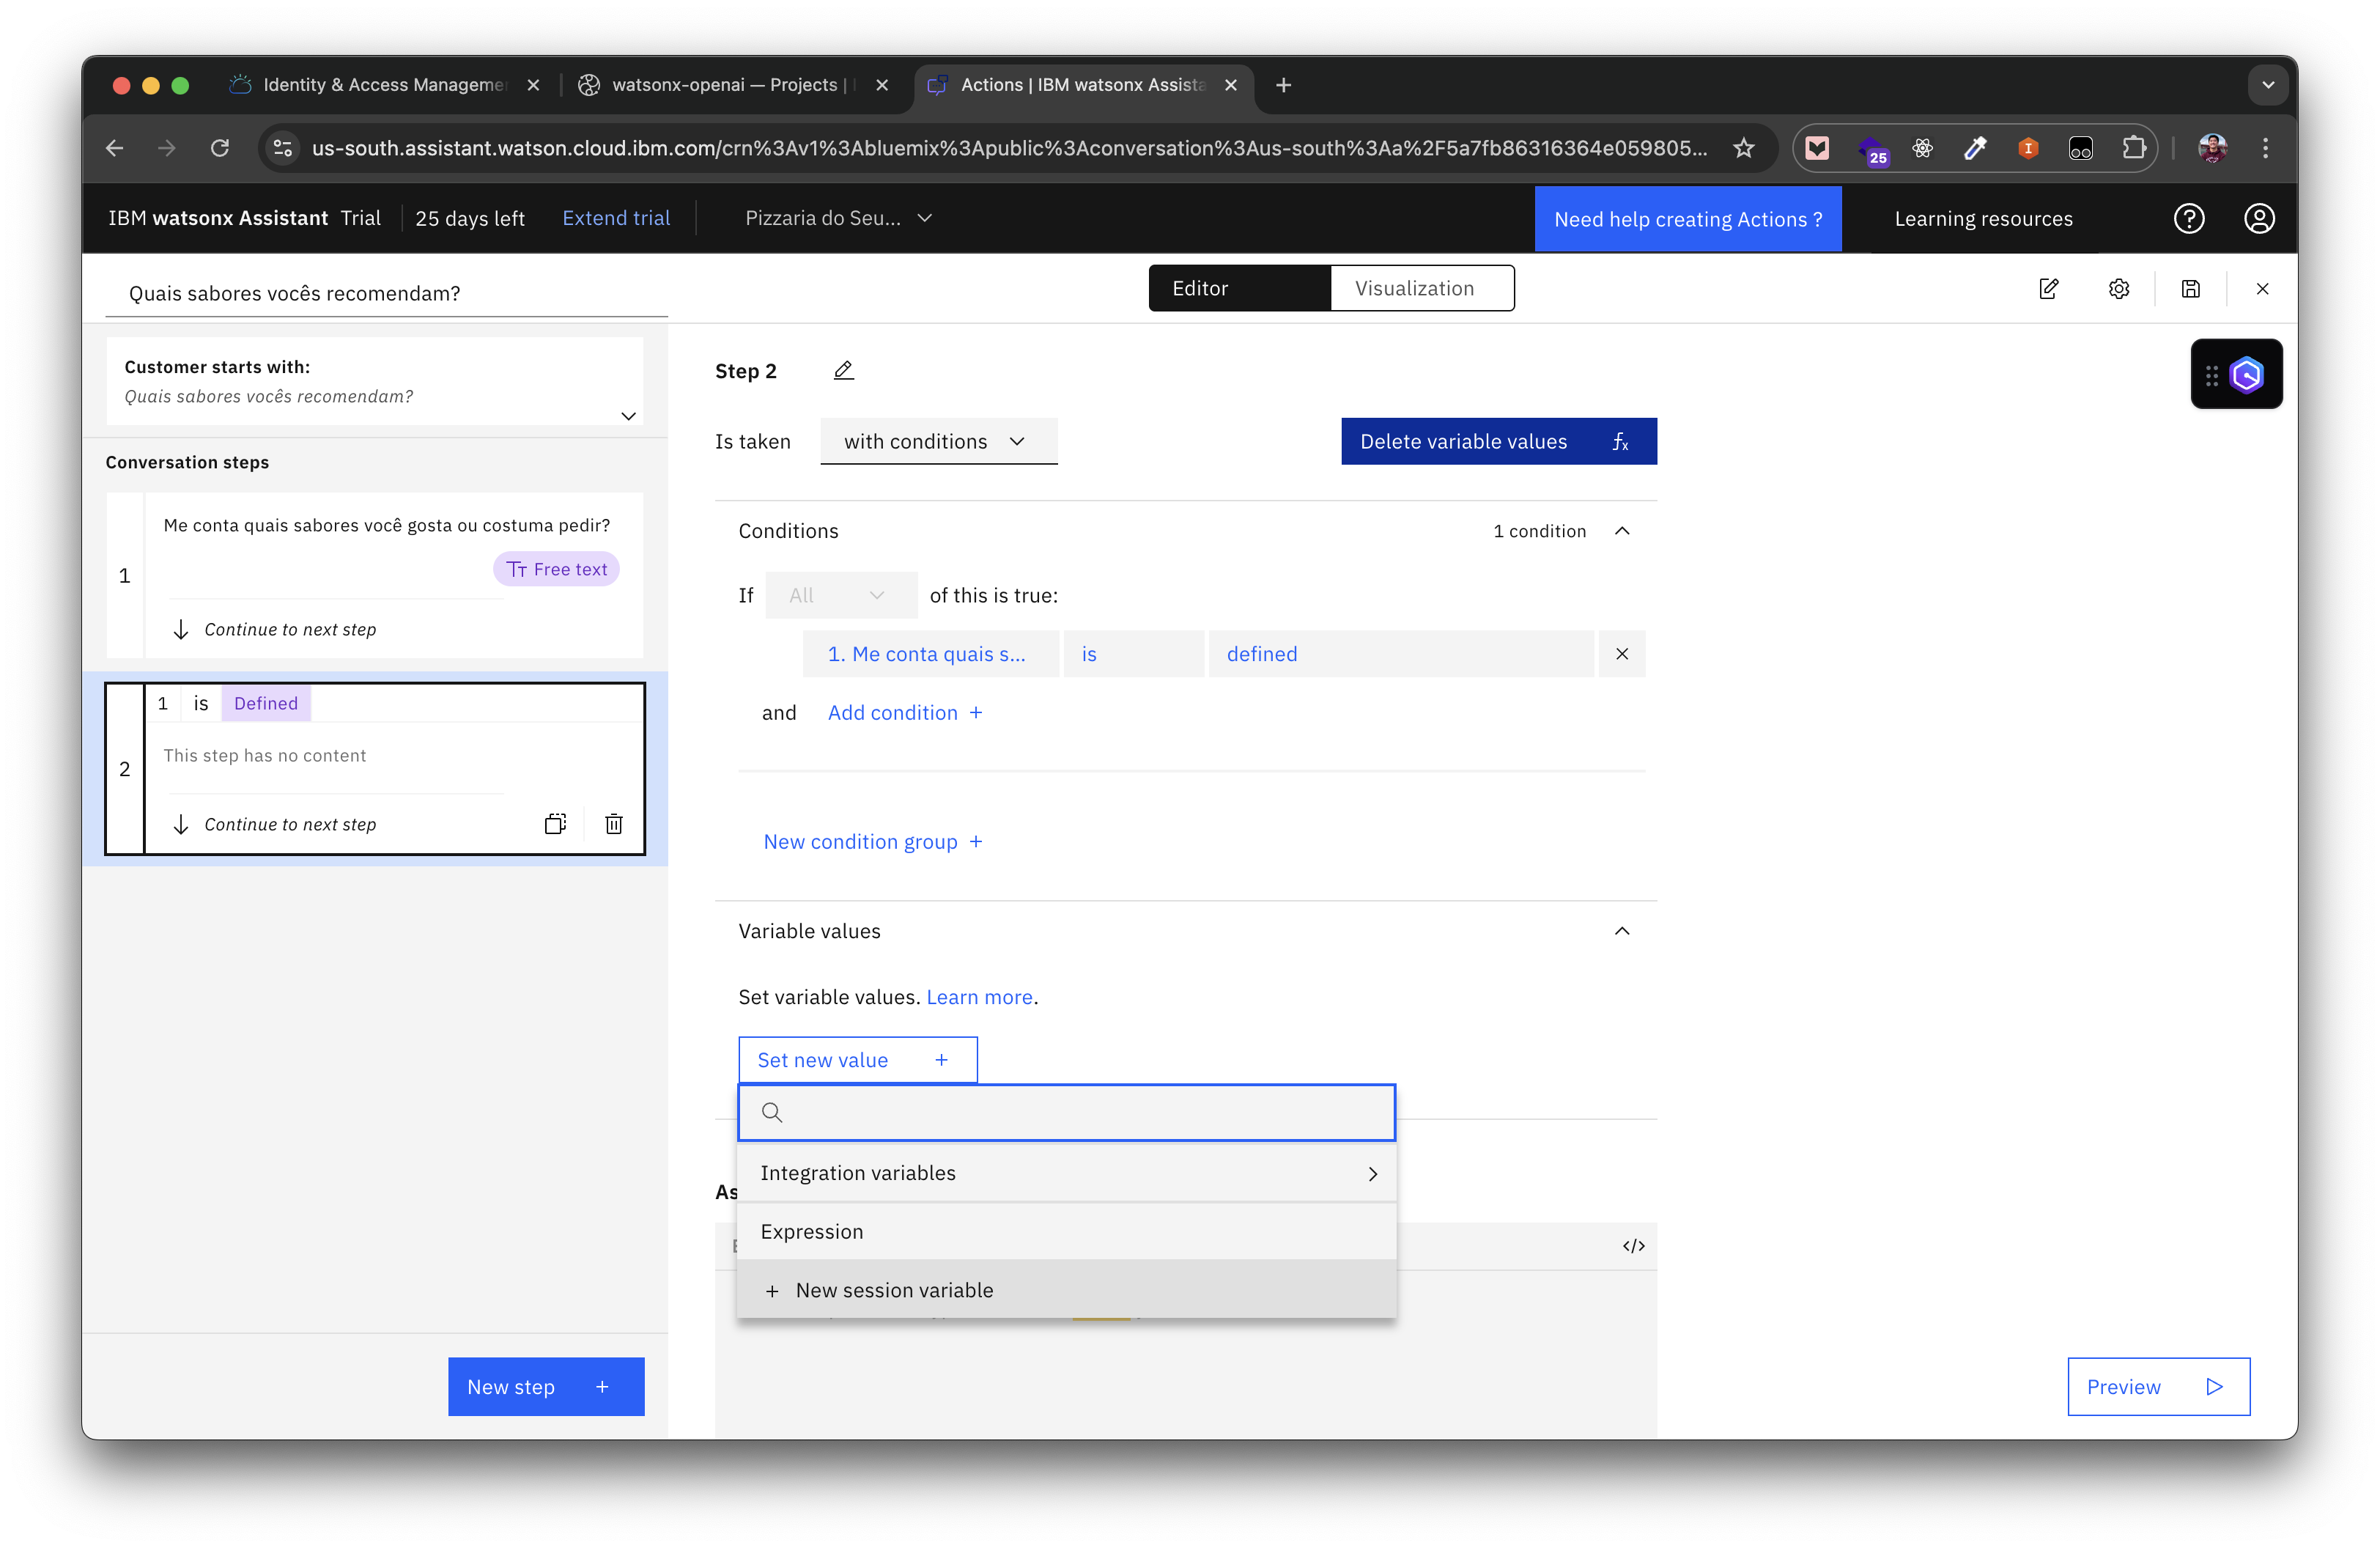 Identity & Access Manageme
watsonx-openai — Projects |
Actions | IBM watsonx Assista
us-south.assistant.watson.cloud.ibm.com/crn%3Av1%3Abluemix%3Apublic%3Aconversation%3Aus-south%3Aa%2F5a7fb86316364e059805...
25
IBM watsonx Assistant Trial
25 days left
Extend trial
Pizzaria do Seu...
Need help creating Actions ?
Learning resources
Quais sabores vocês recomendam?
Editor
Visualization
Customer starts with:
Quais sabores vocês recomendam?
Conversation steps
1
Me conta quais sabores você gosta ou costuma pedir?
Free text
Continue to next step
2
1 is Defined
This step has no content
Continue to next step
New step +
Step 2
Is taken
with conditions
Delete variable values
Conditions
1 condition
If All of this is true:
1. Me conta quais s...
is
defined
and
Add condition +
New condition group +
Variable values
Set variable values. Learn more.
Set new value +
Integration variables
Expression
+ New session variable
As
</>
Preview